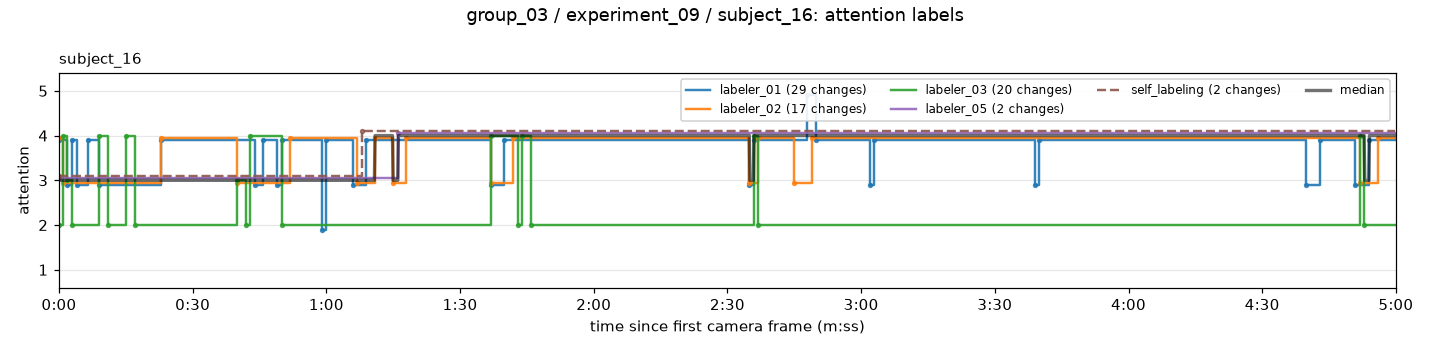 group_03 / experiment_09 / subject_16: attention labels
subject_16
labeler_01 (29 changes)
labeler_02 (17 changes)
labeler_03 (20 changes)
labeler_05 (2 changes)
self_labeling (2 changes)
median
attention
5
4
3
2
1
0:00
0:30
1:00
1:30
2:00
2:30
3:00
3:30
4:00
4:30
5:00
time since first camera frame (m:ss)